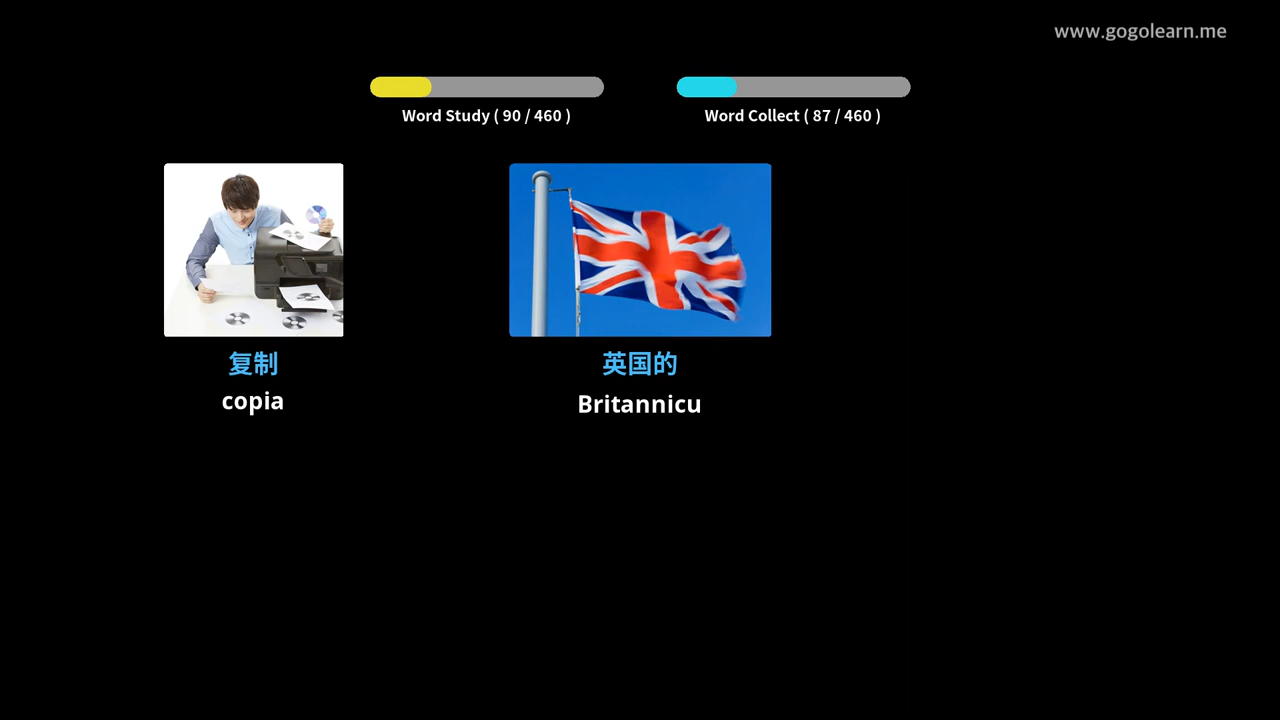 www.gogolearn.me
Word Study ( 90 / 460 )
Word Collect ( 87 / 460 )
复制
英国的
copia
Britannicu